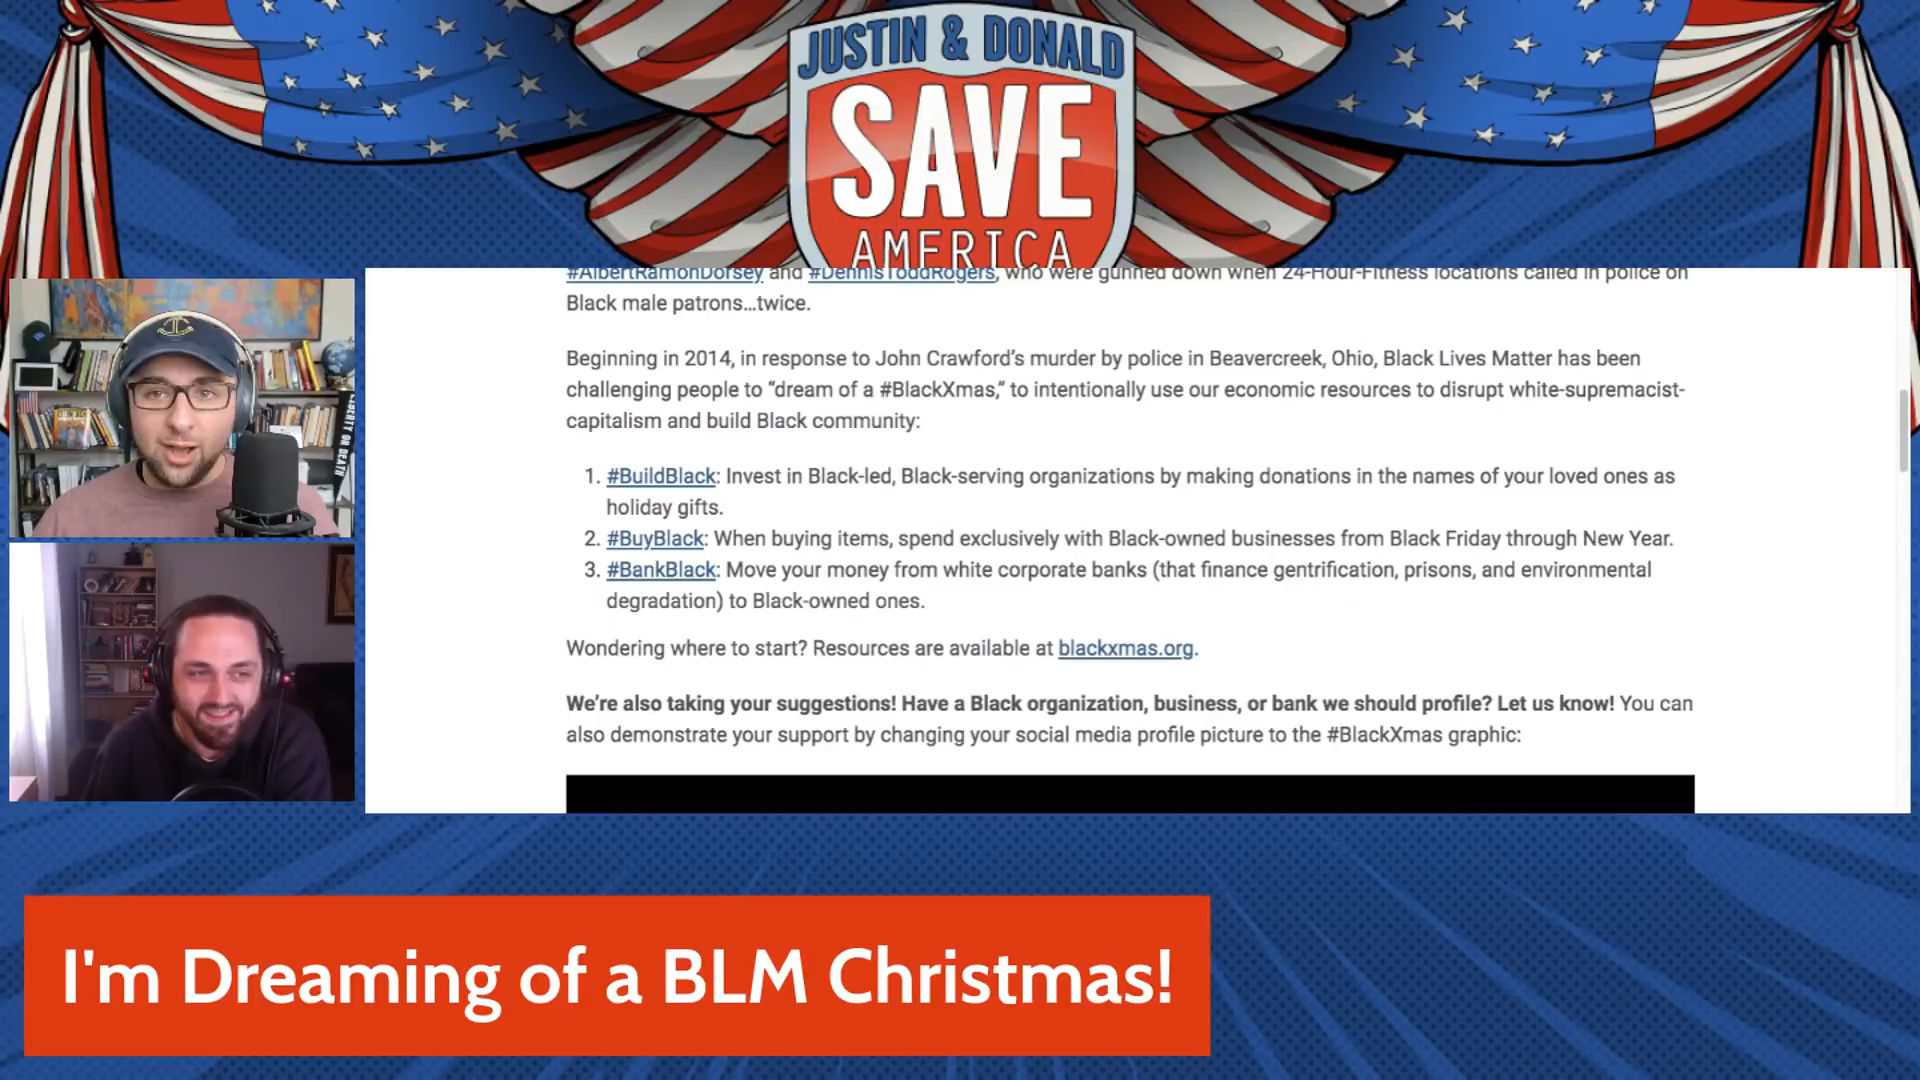 JUSTIN & DONALD
SAVE
AMERICA
#AlbertRamonDorsey and #DennisToddRogers, who were gunned down when 24-Hour-Fitness locations called in police on
Black male patrons…twice.
Beginning in 2014, in response to John Crawford’s murder by police in Beavercreek, Ohio, Black Lives Matter has been
challenging people to “dream of a #BlackXmas,” to intentionally use our economic resources to disrupt white-supremacist-
capitalism and build Black community:
1. #BuildBlack: Invest in Black-led, Black-serving organizations by making donations in the names of your loved ones as
holiday gifts.
2. #BuyBlack: When buying items, spend exclusively with Black-owned businesses from Black Friday through New Year.
3. #BankBlack: Move your money from white corporate banks (that finance gentrification, prisons, and environmental
degradation) to Black-owned ones.
Wondering where to start? Resources are available at blackxmas.org.
We’re also taking your suggestions! Have a Black organization, business, or bank we should profile? Let us know! You can
also demonstrate your support by changing your social media profile picture to the #BlackXmas graphic:
LIBERTY OR DEATH
I'm Dreaming of a BLM Christmas!